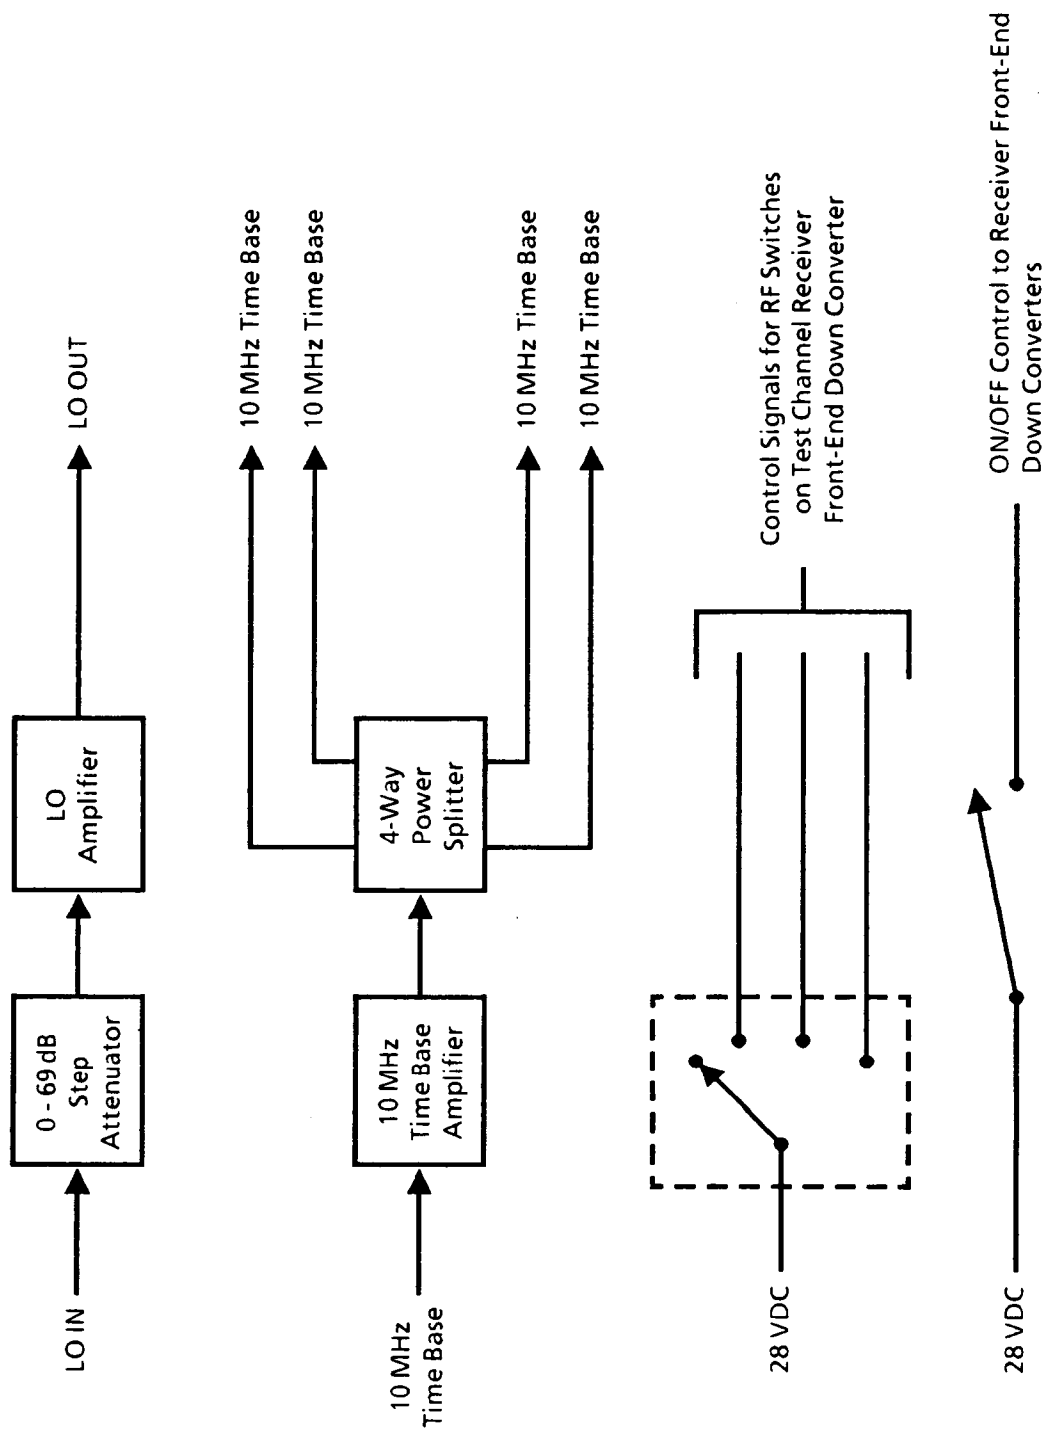 LO IN
0 - 69 dB
Step
Attenuator
LO
Amplifier
LO OUT
10 MHz
Time Base
10 MHz
Time Base
Amplifier
4-Way
Power
Splitter
10 MHz Time Base
10 MHz Time Base
10 MHz Time Base
10 MHz Time Base
28 VDC
Control Signals for RF Switches
on Test Channel Receiver
Front-End Down Converter
28 VDC
ON/OFF Control to Receiver Front-End
Down Converters